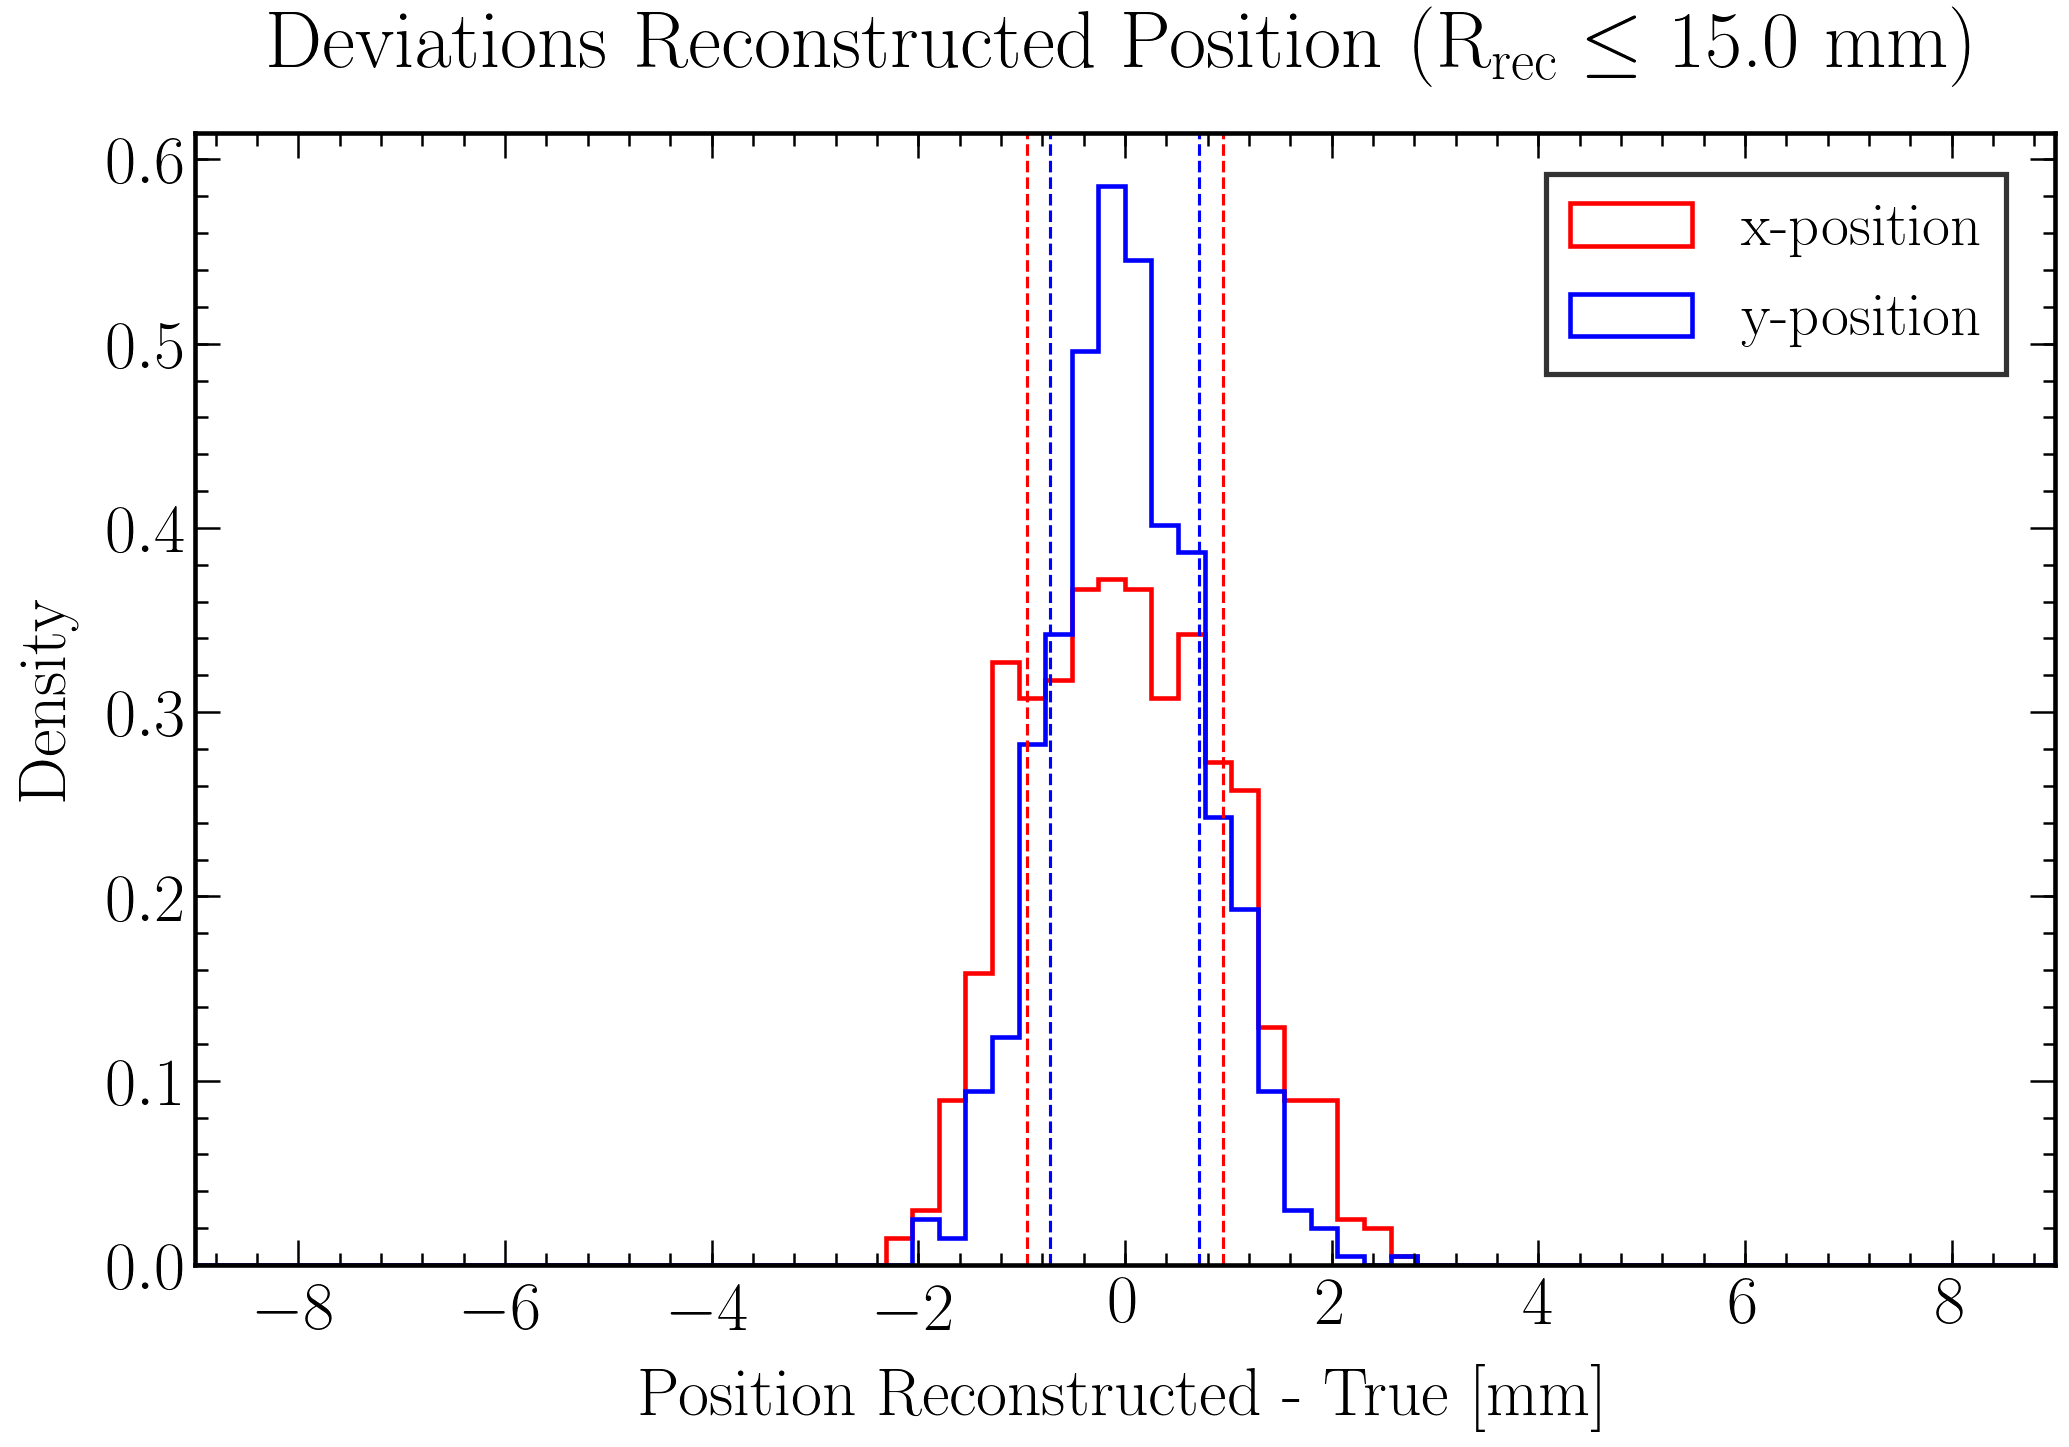 Deviations Reconstructed Position (R_rec ≤ 15.0 mm)
x-position
y-position
0.6
0.5
0.4
0.3
0.2
0.1
0.0
Density
−8 −6 −4 −2 0 2 4 6 8
Position Reconstructed - True [mm]